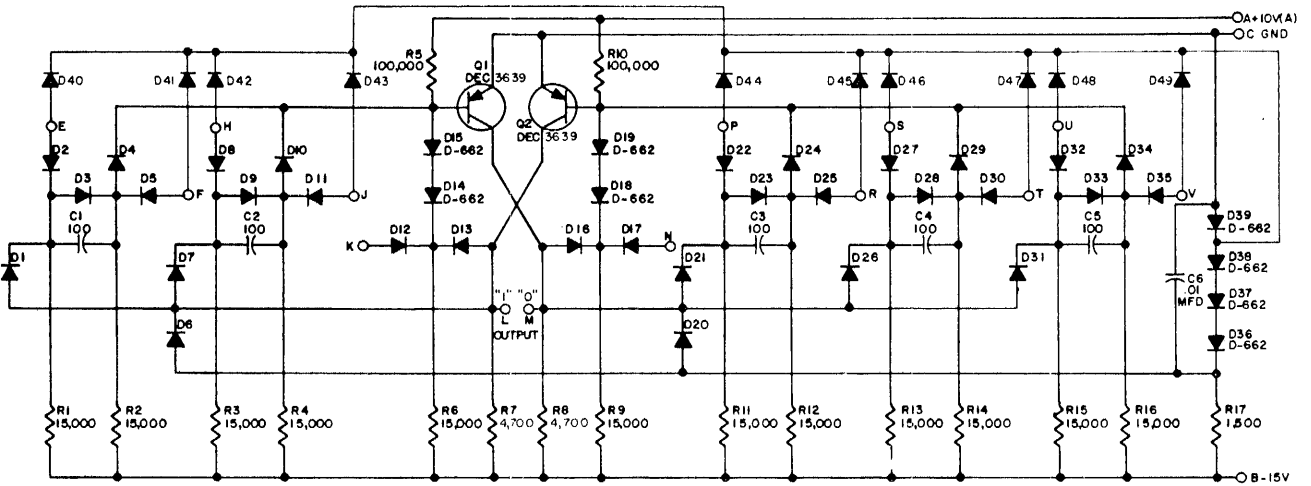 A+10V(A)
C GND
R5
100,000
Q1
DEC 3639
R10
100,000
D40
D41
D42
D43
D44
D45
D46
D47
D48
D49
Q2
DEC 3639
E
H
P
S
U
D2
D4
D8
D10
D15
D-662
D19
D-662
D22
D24
D27
D29
D32
D34
D3
D5
F
D9
D11
J
D14
D-662
D18
D-662
D23
D25
R
D28
D30
T
D33
D35
V
C1
100
C2
100
C3
100
C4
100
C5
100
D39
D-662
K
D12
D13
D16
D17
N
D1
D7
D21
D26
D31
D38
D-662
C6
.01
MFD
D37
D-662
"1" "0"
L M
OUTPUT
D6
D20
D36
D-662
R1
15,000
R2
15,000
R3
15,000
R4
15,000
R6
15,000
R7
4,700
R8
4,700
R9
15,000
R11
15,000
R12
15,000
R13
15,000
R14
15,000
R15
15,000
R16
15,000
R17
1,500
B-15V